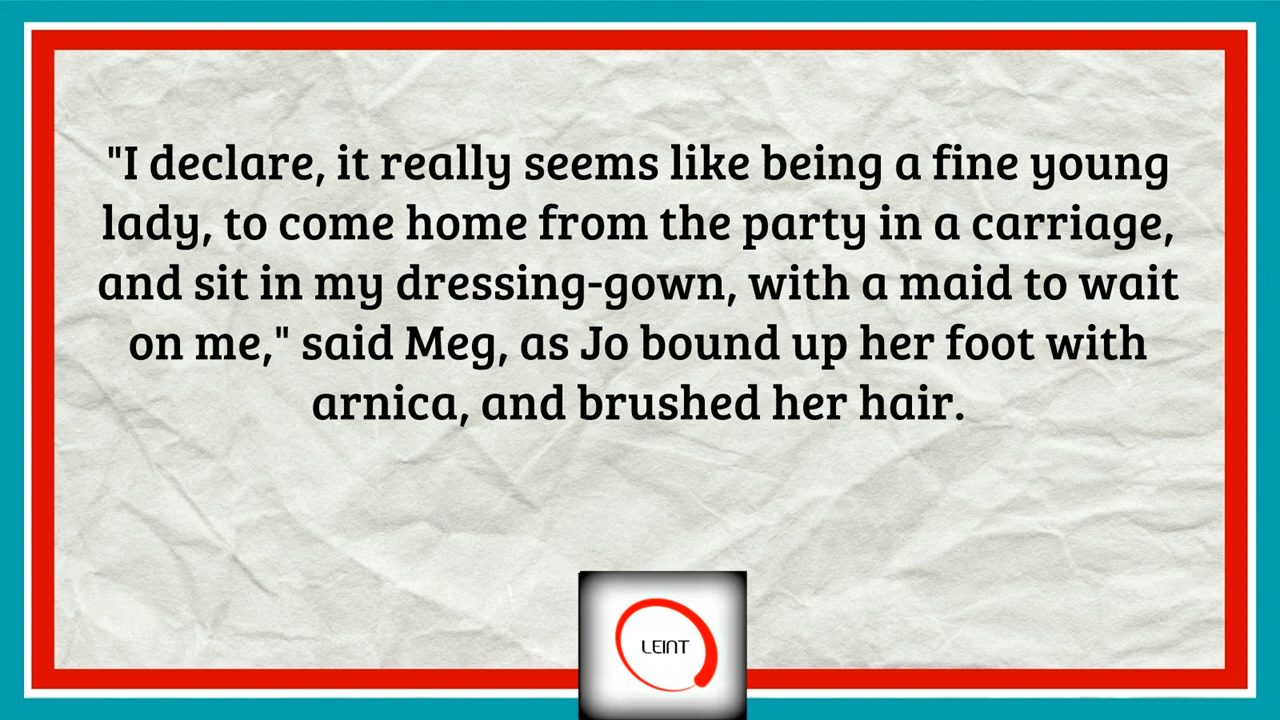 "I declare, it really seems like being a fine young
lady, to come home from the party in a carriage,
and sit in my dressing-gown, with a maid to wait
on me," said Meg, as Jo bound up her foot with
arnica, and brushed her hair.
LEINT